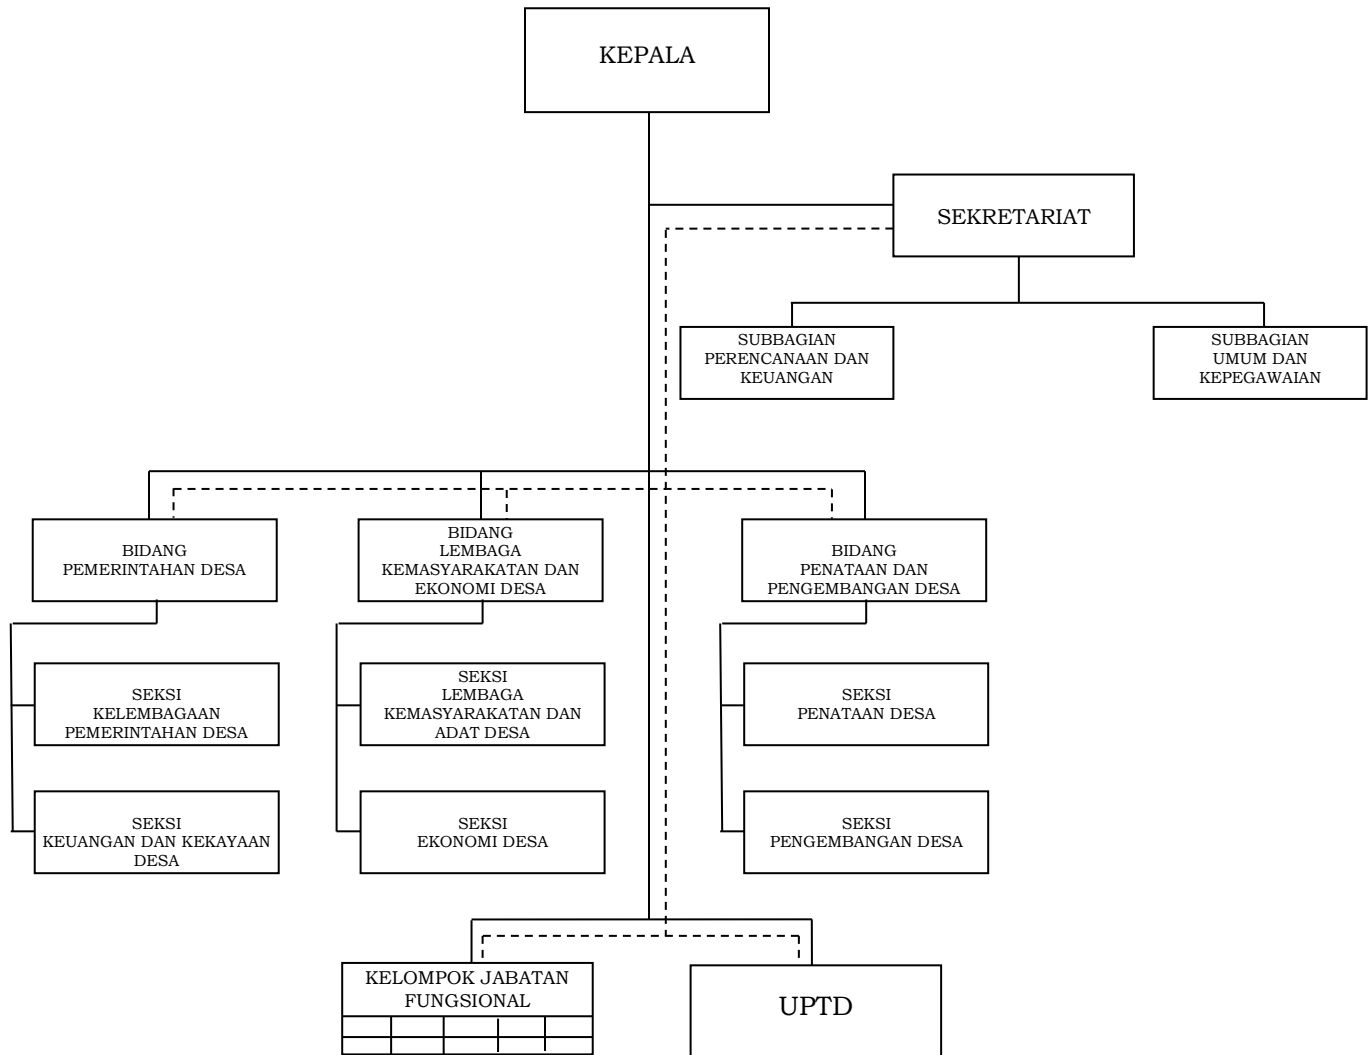 KEPALA
SEKRETARIAT
SUBBAGIAN
PERENCANAAN DAN
KEUANGAN
SUBBAGIAN
UMUM DAN
KEPEGAWAIAN
BIDANG
PEMERINTAHAN DESA
BIDANG
LEMBAGA
KEMASYARAKATAN DAN
EKONOMI DESA
BIDANG
PENATAAN DAN
PENGEMBANGAN DESA
SEKSI
KELEMBAGAAN
PEMERINTAHAN DESA
SEKSI
LEMBAGA
KEMASYARAKATAN DAN
ADAT DESA
SEKSI
PENATAAN DESA
SEKSI
KEUANGAN DAN KEKAYAAN
DESA
SEKSI
EKONOMI DESA
SEKSI
PENGEMBANGAN DESA
KELOMPOK JABATAN
FUNGSIONAL
UPTD